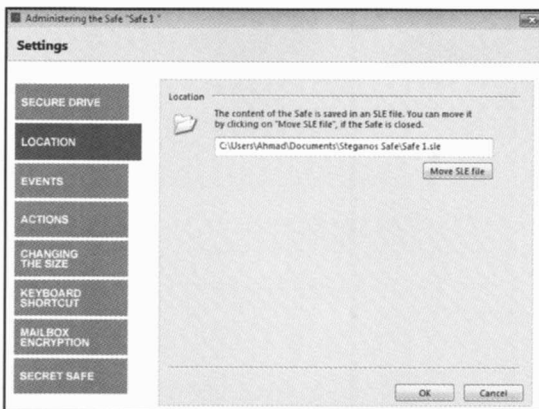 Administering the Safe "Safe 1 "
Settings
SECURE DRIVE
LOCATION
EVENTS
ACTIONS
CHANGING
THE SIZE
KEYBOARD
SHORTCUT
MAILBOX
ENCRYPTION
SECRET SAFE
Location
The content of the Safe is saved in an SLE file. You can move it
by clicking on "Move SLE file", if the Safe is closed.
C:\Users\Ahmad\Documents\Steganos Safe\Safe 1.sle
Move SLE file
OK
Cancel